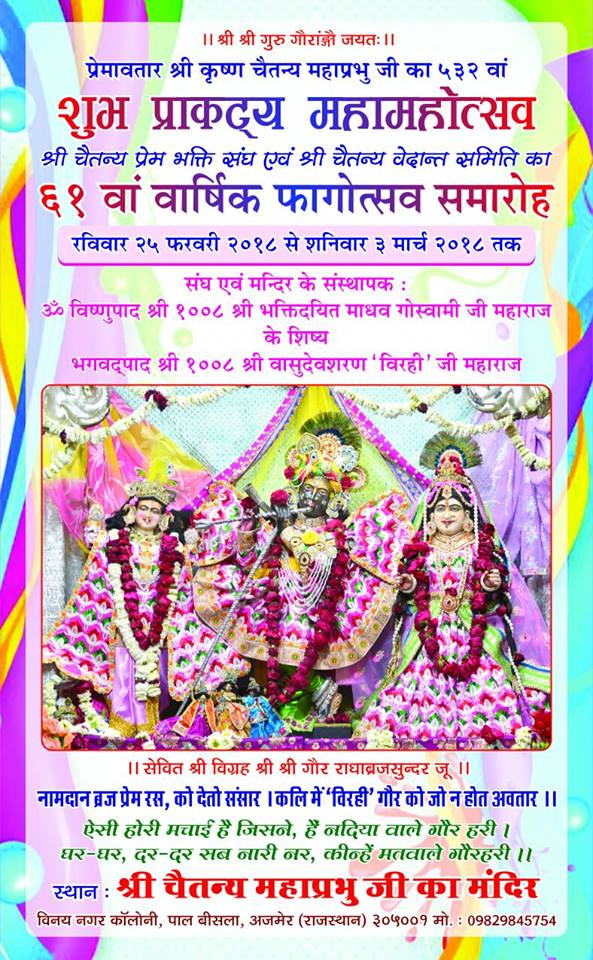 ।। श्री श्री गुरु गौरांङ्गौ जयतः।।
प्रेमावतार श्री कृष्ण चैतन्य महाप्रभु जी का ५३२ वां
शुभ प्राकट्य महामहोत्सव
श्री चैतन्य प्रेम भक्ति संघ एवं श्री चैतन्य वेदान्त समिति का
६१ वां वार्षिक फागोत्सव समारोह
रविवार २५ फरवरी २०१८ से शनिवार ३ मार्च २०१८ तक
संघ एवं मन्दिर के संस्थापक :
ॐ विष्णुपाद श्री १००८ श्री भक्तिदयित माधव गोस्वामी जी महाराज
के शिष्य
भगवद्पाद श्री १००८ श्री वासुदेवशरण ‘विरही’ जी महाराज
।। सेवित श्री विग्रह श्री श्री गौर राधाब्रजसुन्दर जू ।।
नामदान ब्रज प्रेम रस, को देतो संसार । कलि में ‘विरही’ गौर को जो न होत अवतार ।।
ऐसी होरी मचाई है जिसने, हैं नदिया वाले गौर हरी ।
घर-घर, दर-दर सब नारी नर, कीन्हें मतवाले गौरहरी ।।
स्थान : श्री चैतन्य महाप्रभु जी का मंदिर
विनय नगर कॉलोनी, पाल बीसला, अजमेर (राजस्थान) ३०५००१ मो. : 09829845754